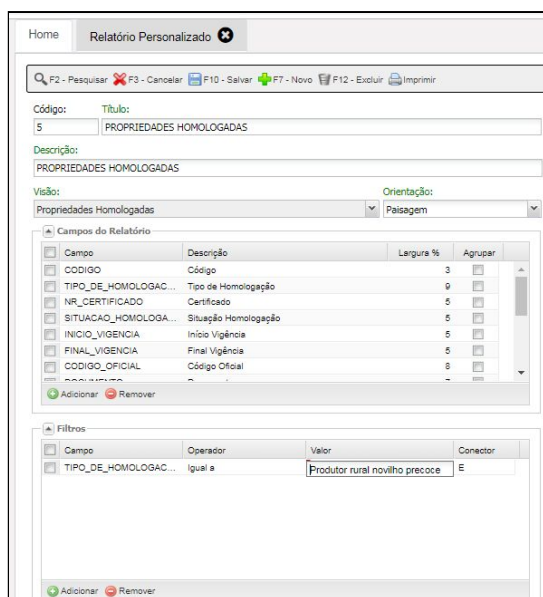 Home Relatório Personalizado
F2 - Pesquisar F3 - Cancelar F10 - Salvar F7 - Novo F12 - Excluir Imprimir
Código: Título:
5 PROPRIEDADES HOMOLOGADAS
Descrição:
PROPRIEDADES HOMOLOGADAS
Visão: Orientação:
Propriedades Homologadas Paisagem
Campos do Relatório
Campo Descrição Largura % Agrupar
CODIGO Código 3
TIPO_DE_HOMOLOGAC... Tipo de Homologação 9
NR_CERTIFICADO Certificado 5
SITUACAO_HOMOLOGA... Situação Homologação 5
INICIO_VIGENCIA Início Vigência 5
FINAL_VIGENCIA Final Vigência 5
CODIGO_OFICIAL Código Oficial 8
Adicionar Remover
Filtros
Campo Operador Valor Conector
TIPO_DE_HOMOLOGAC... Igual a Produtor rural novilho precoce E
Adicionar Remover